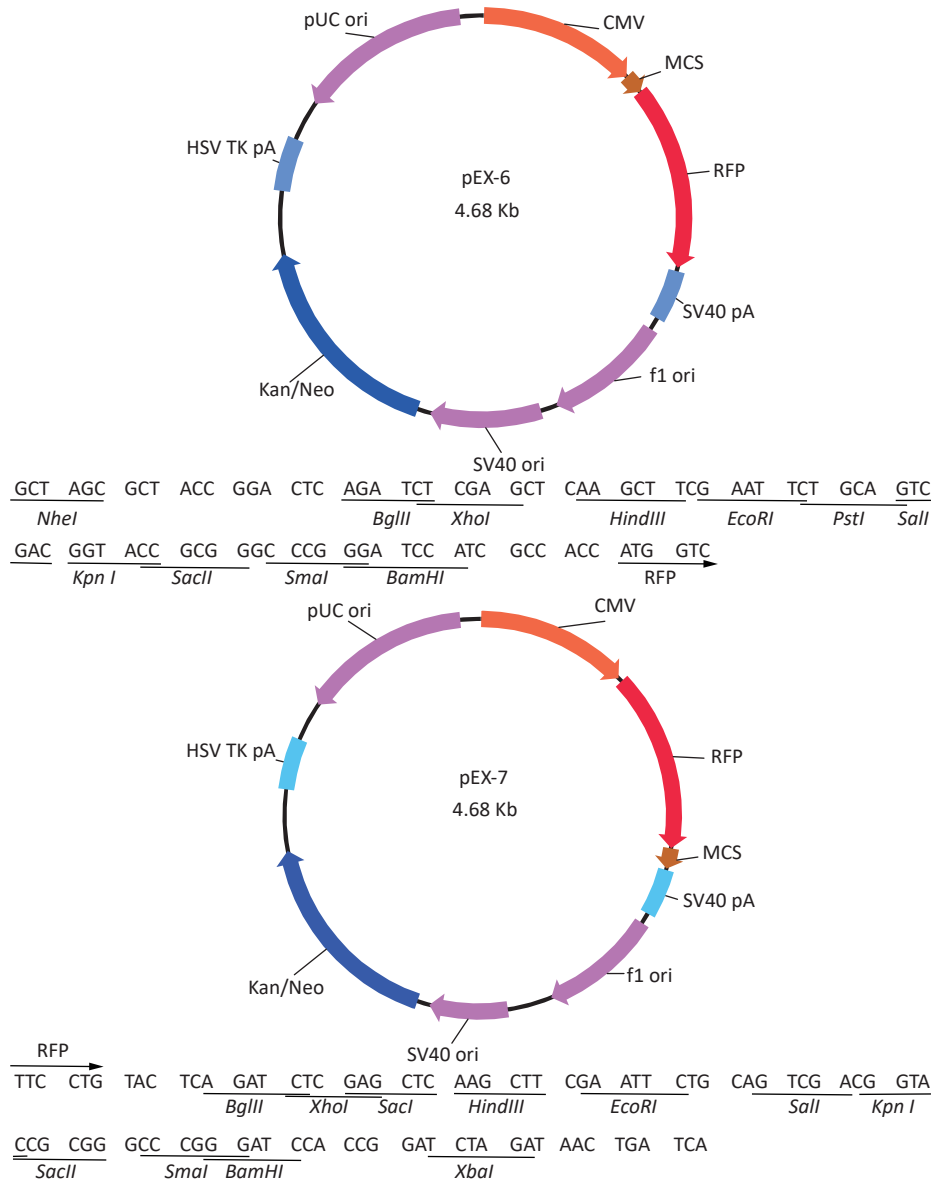 pUC ori
CMV
MCS
HSV TK pA
RFP
pEX-6
4.68 Kb
SV40 pA
f1 ori
Kan/Neo
SV40 ori
GCT AGC GCT ACC GGA CTC AGA TCT CGA GCT CAA GCT TCG AAT TCT GCA GTC
NheI BglII XhoI HindIII EcoRI PstI SalI
GAC GGT ACC GCG GGC CCG GGA TCC ATC GCC ACC ATG GTC
Kpn I SacII SmaI BamHI RFP
pUC ori
CMV
HSV TK pA
RFP
pEX-7
4.68 Kb
MCS
SV40 pA
Kan/Neo
f1 ori
SV40 ori
RFP
TTC CTG TAC TCA GAT CTC GAG CTC AAG CTT CGA ATT CTG CAG TCG ACG GTA
BglII XhoI SacI HindIII EcoRI SalI Kpn I
CCG CGG GCC CGG GAT CCA CCG GAT CTA GAT AAC TGA TCA
SacII SmaI BamHI XbaI